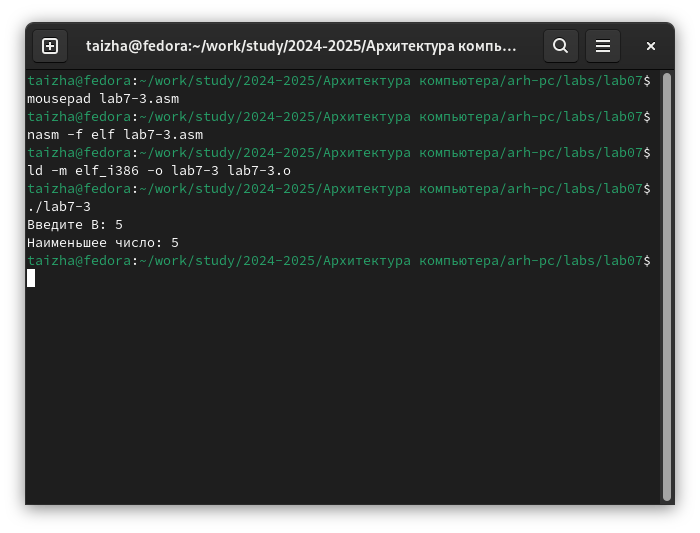 taizha@fedora:~/work/study/2024-2025/Архитектура компь...
taizha@fedora:~/work/study/2024-2025/Архитектура компьютера/arh-pc/labs/lab07$
mousepad lab7-3.asm
taizha@fedora:~/work/study/2024-2025/Архитектура компьютера/arh-pc/labs/lab07$
nasm -f elf lab7-3.asm
taizha@fedora:~/work/study/2024-2025/Архитектура компьютера/arh-pc/labs/lab07$
ld -m elf_i386 -o lab7-3 lab7-3.o
taizha@fedora:~/work/study/2024-2025/Архитектура компьютера/arh-pc/labs/lab07$
./lab7-3
Введите В: 5
Наименьшее число: 5
taizha@fedora:~/work/study/2024-2025/Архитектура компьютера/arh-pc/labs/lab07$